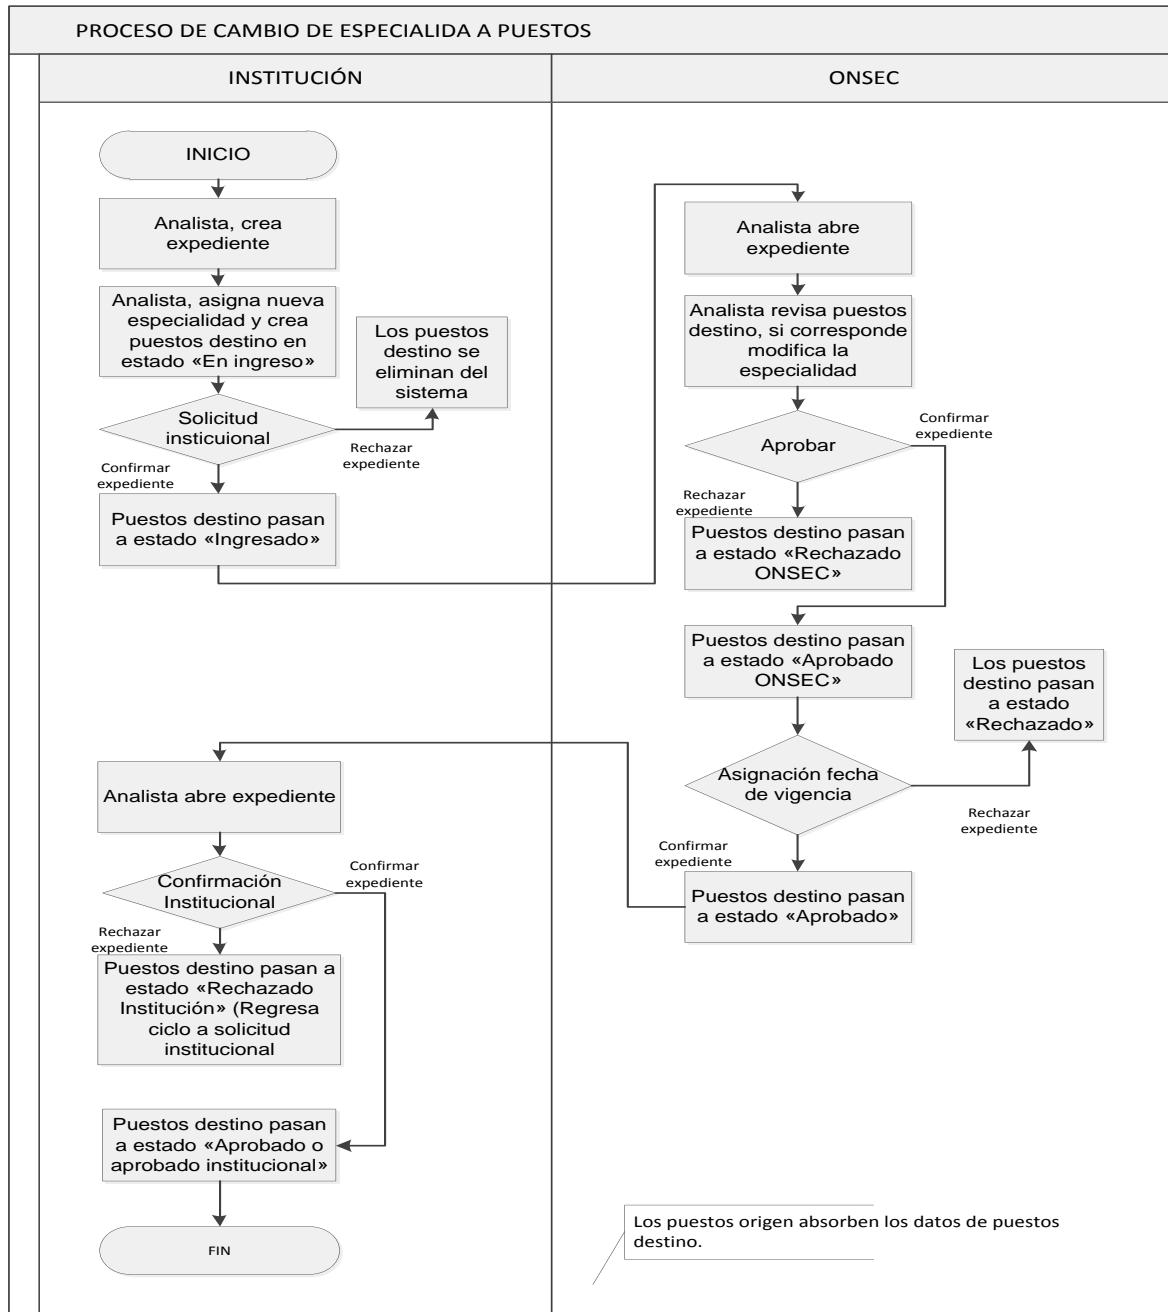 PROCESO DE CAMBIO DE ESPECIALIDA A PUESTOS
INSTITUCIÓN
ONSEC
INICIO
Analista, crea
expediente
Analista, asigna nueva
especialidad y crea
puestos destino en
estado «En ingreso»
Los puestos
destino se
eliminan del
sistema
Solicitud
insticuional
Rechazar
expediente
Confirmar
expediente
Puestos destino pasan
a estado «Ingresado»
Analista abre
expediente
Analista revisa puestos
destino, si corresponde
modifica la
especialidad
Aprobar
Confirmar
expediente
Rechazar
expediente
Puestos destino pasan
a estado «Rechazado
ONSEC»
Puestos destino pasan
a estado «Aprobado
ONSEC»
Los puestos
destino pasan
a estado
«Rechazado»
Asignación fecha
de vigencia
Rechazar
expediente
Confirmar
expediente
Puestos destino pasan
a estado «Aprobado»
Analista abre expediente
Confirmación
Institucional
Confirmar
expediente
Rechazar
expediente
Puestos destino pasan a
estado «Rechazado
Institución» (Regresa
ciclo a solicitud
institucional
Puestos destino pasan
a estado «Aprobado o
aprobado institucional»
FIN
Los puestos origen absorben los datos de puestos
destino.